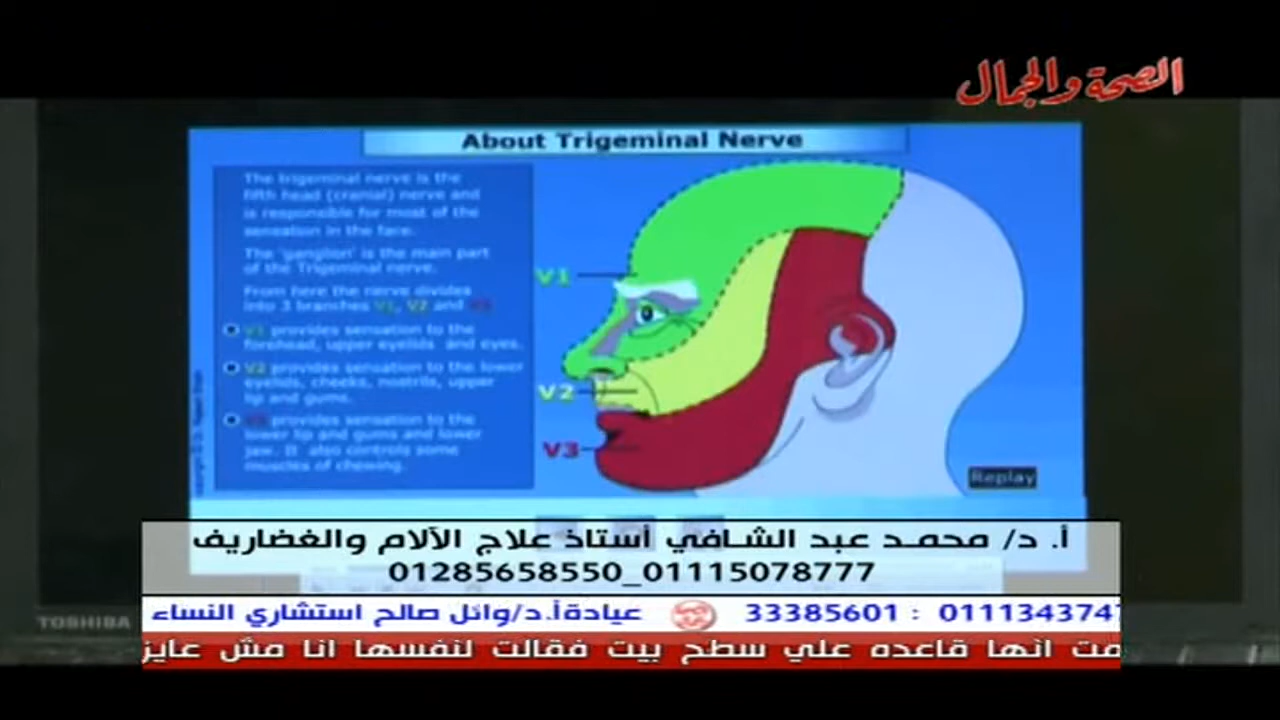 الصحة والجمال
About Trigeminal Nerve
The trigeminal nerve is the
fifth head (cranial) nerve and
is responsible for most of the
sensation in the face.
The 'ganglion' is the main part
of the Trigeminal nerve.
From here the nerve divides
into 3 branches V1, V2 and V3
V1 provides sensation to the
forehead, upper eyelids and eyes.
V2 provides sensation to the lower
eyelids, cheeks, nostrils, upper
lip and gums.
V3 provides sensation to the
lower lip and gums and lower
jaw. It also controls some
muscles of chewing.
V1
V2
V3
Replay
أ. د/ محمد عبد الشافي أستاذ علاج الآلام والغضاريف
01285658550_01115078777
عيادةأ.د/وائل صالح استشاري النساء
33385601 : 011134374
TOSHIBA
مت انها قاعده علي سطح بيت فقالت لنفسها انا مش عايز